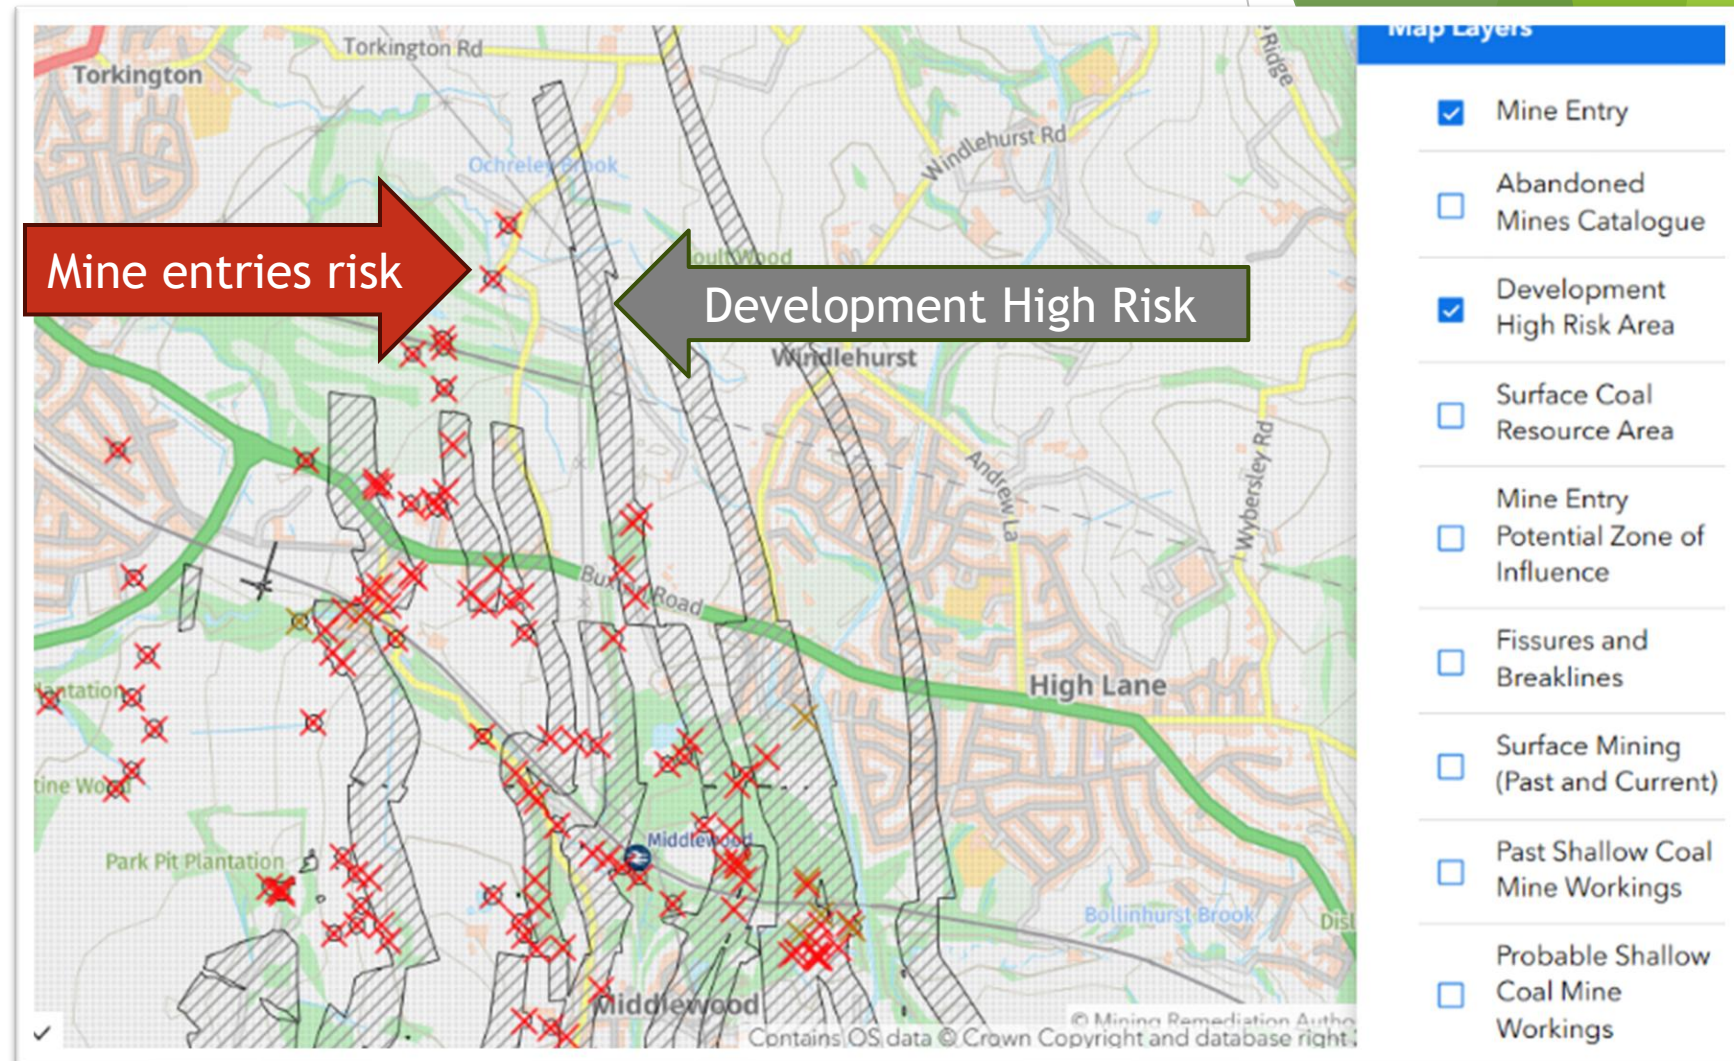 Torkington Rd
Torkington
Windlehurst Rd
Ridge
Ochreley Brook
Mine entries risk
Development High Risk
Windlehurst
Andrew La
Wybersley Rd
Buxton Road
High Lane
Middlewood
Park Pit Plantation
Bollinhurst Brook
Middlewood
© Mining Remediation Autho
Contains OS data © Crown Copyright and database right
Map Layers
Mine Entry
Abandoned
Mines Catalogue
Development
High Risk Area
Surface Coal
Resource Area
Mine Entry
Potential Zone of
Influence
Fissures and
Breaklines
Surface Mining
(Past and Current)
Past Shallow Coal
Mine Workings
Probable Shallow
Coal Mine
Workings